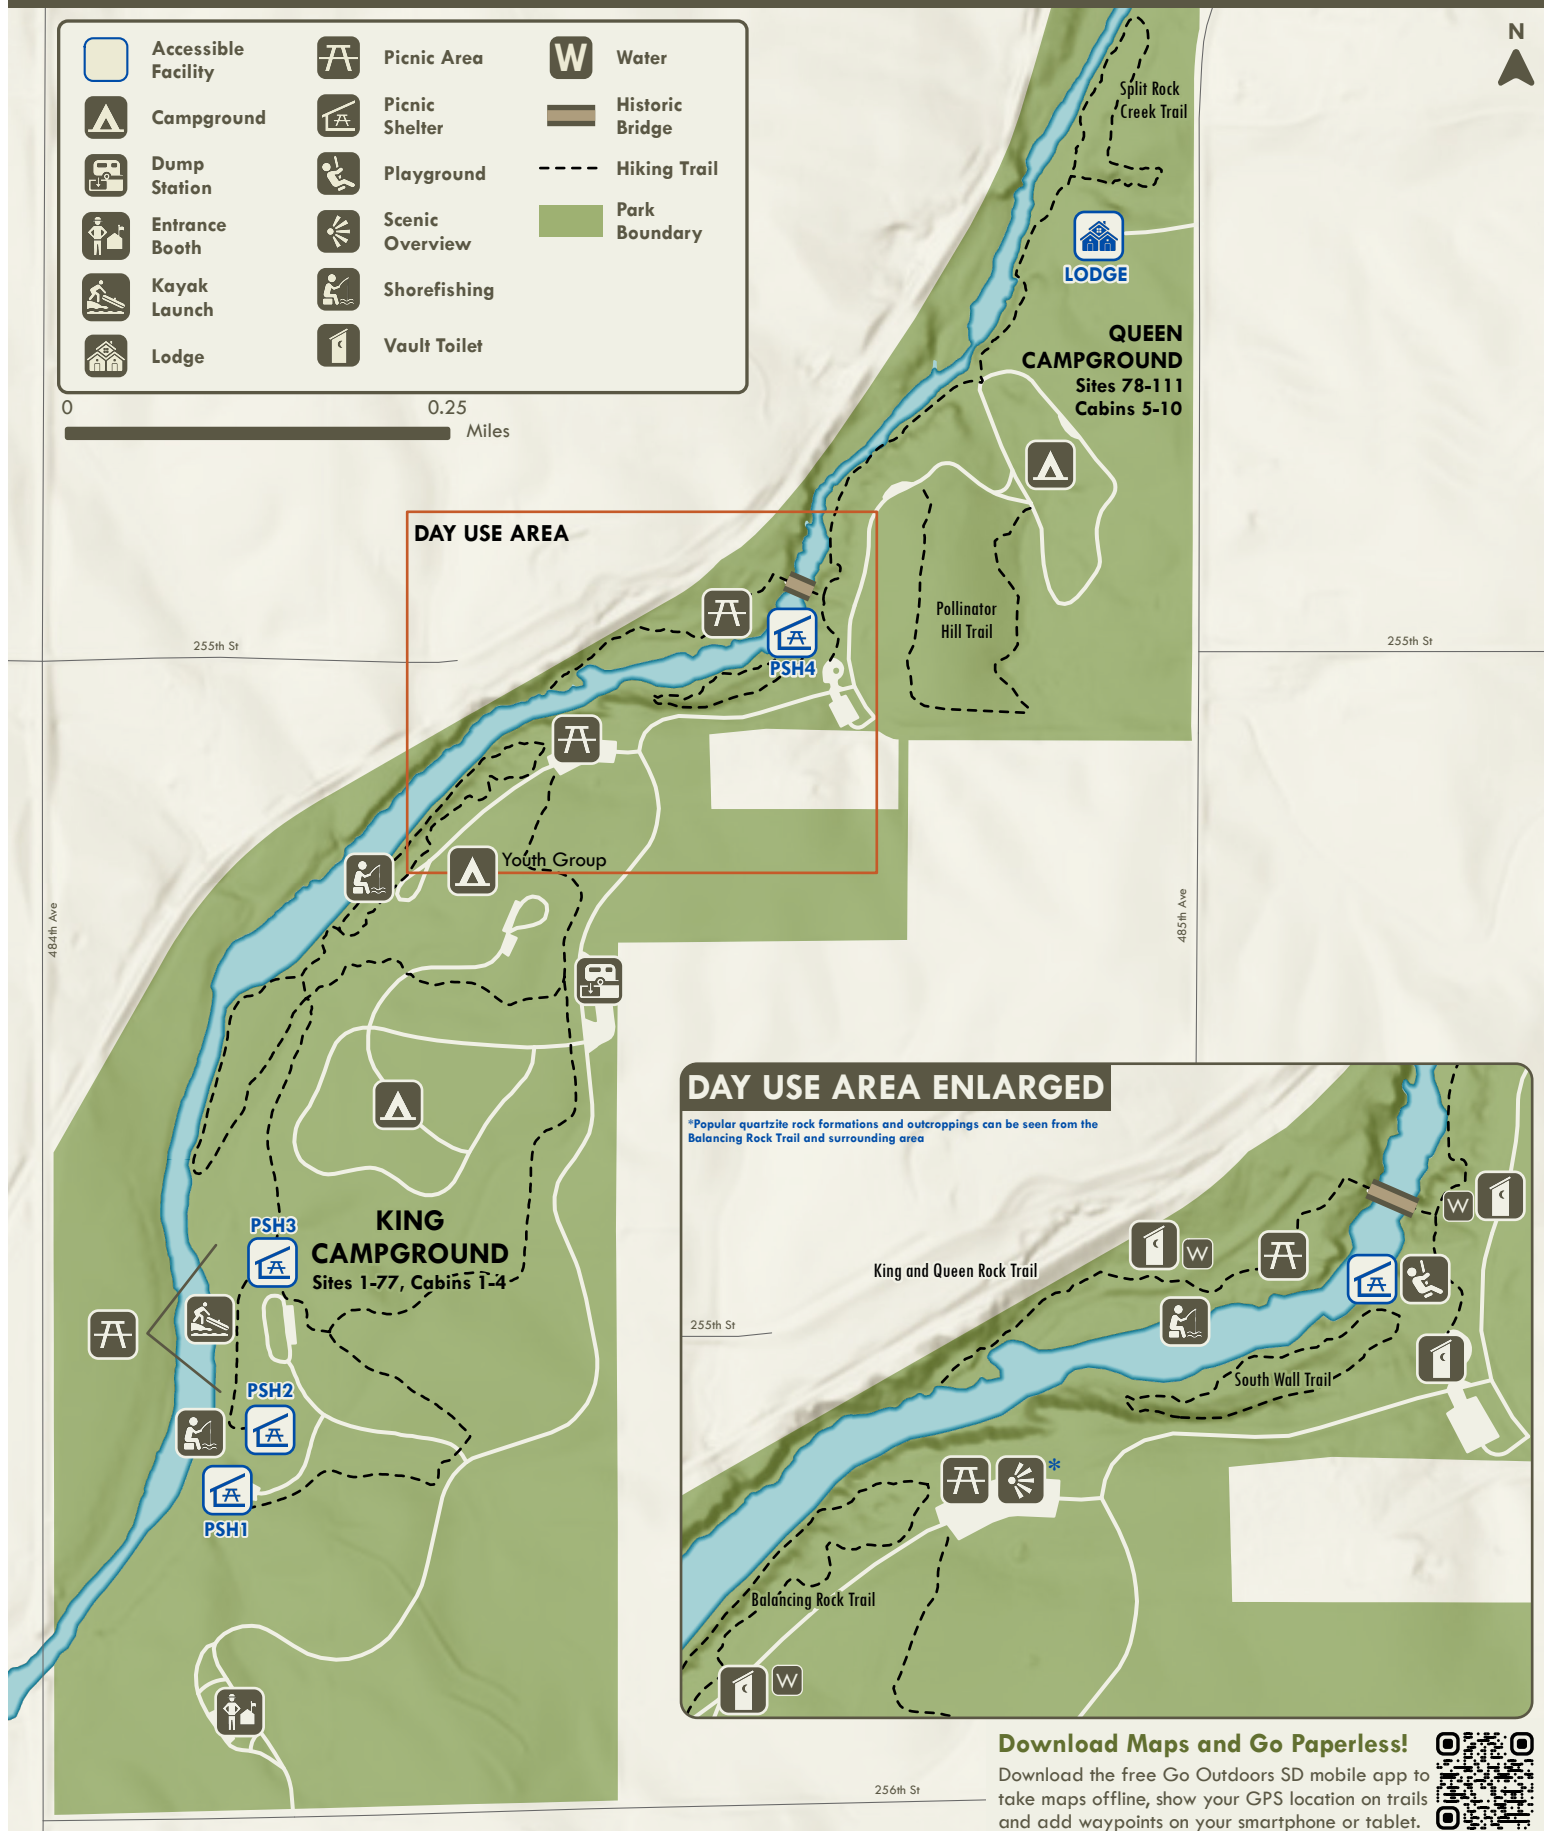 Accessible
Facility
Campground
Dump
Station
Entrance
Booth
Kayak
Launch
Lodge
Picnic Area
Picnic
Shelter
Playground
Scenic
Overview
Shorefishing
Vault Toilet
W
Water
Historic
Bridge
Hiking Trail
Park
Boundary
0
0.25
Miles
N
Split Rock
Creek Trail
LODGE
QUEEN
CAMPGROUND
Sites 78-111
Cabins 5-10
DAY USE AREA
255th St
PSH4
Pollinator
Hill Trail
255th St
Youth Group
484th Ave
485th Ave
PSH3
KING
CAMPGROUND
Sites 1-77, Cabins 1-4
PSH2
PSH1
DAY USE AREA ENLARGED
*Popular quartzite rock formations and outcroppings can be seen from the
Balancing Rock Trail and surrounding area
W
W
King and Queen Rock Trail
255th St
South Wall Trail
*
Balancing Rock Trail
W
256th St
Download Maps and Go Paperless!
Download the free Go Outdoors SD mobile app to
take maps offline, show your GPS location on trails
and add waypoints on your smartphone or tablet.